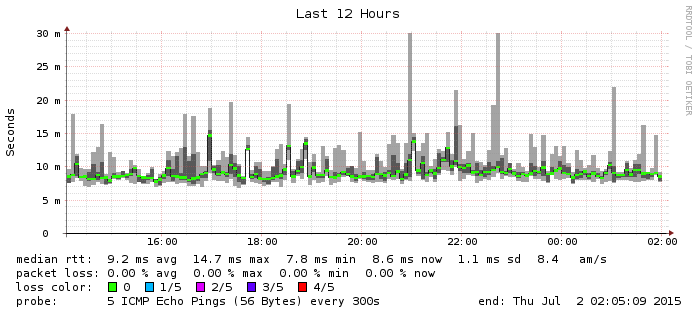 Last 12 Hours
RRDTOOL / TOBI OETIKER
Seconds
30 m
25 m
20 m
15 m
10 m
5 m
0
16:00 18:00 20:00 22:00 00:00 02:00
median rtt: 9.2 ms avg 14.7 ms max 7.8 ms min 8.6 ms now 1.1 ms sd 8.4 am/s
packet loss: 0.00 % avg 0.00 % max 0.00 % min 0.00 % now
loss color: 0 1/5 2/5 3/5 4/5
probe: 5 ICMP Echo Pings (56 Bytes) every 300s end: Thu Jul 2 02:05:09 2015